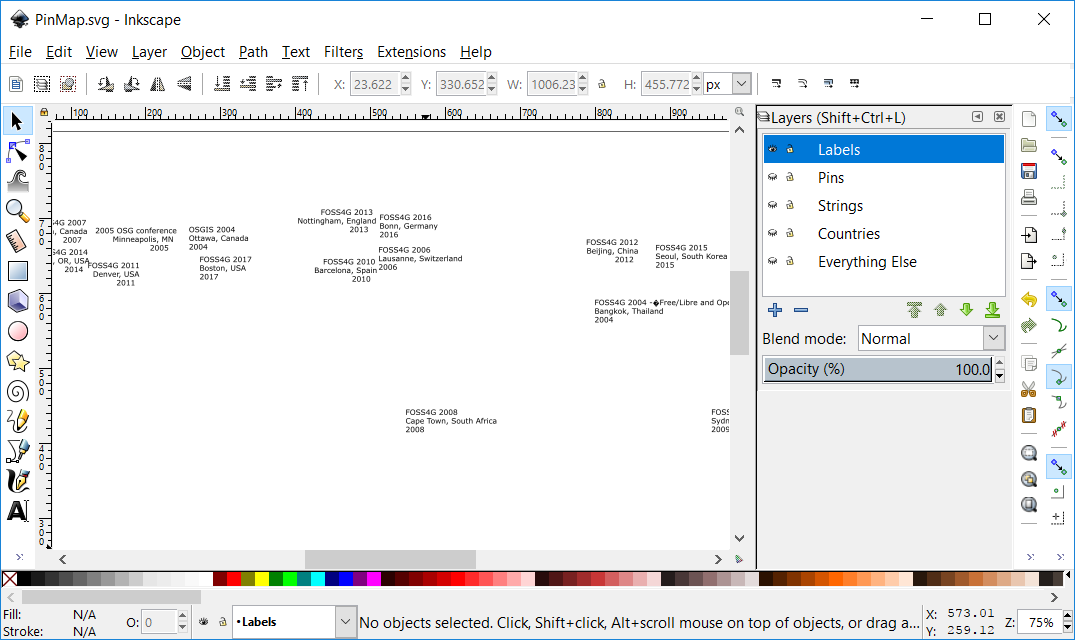 PinMap.svg - Inkscape
File Edit View Layer Object Path Text Filters Extensions Help
X: 23.622 Y: 330.652 W: 1006.23 H: 455.772 px
100 200 300 400 500 600 700 800 900
800
700
600
500
400
300
4G 2007
, Canada
2007
4G 2014
, OR, USA
2014
2005 OSG conference
Minneapolis, MN
2005
FOSS4G 2011
Denver, USA
2011
OSGIS 2004
Ottawa, Canada
2004
FOSS4G 2017
Boston, USA
2017
FOSS4G 2013
Nottingham, England
2013
FOSS4G 2016
Bonn, Germany
2016
FOSS4G 2010
Barcelona, Spain
2010
FOSS4G 2006
Lausanne, Switzerland
2006
FOSS4G 2012
Beijing, China
2012
FOSS4G 2015
Seoul, South Korea
2015
FOSS4G 2004 -�Free/Libre and Ope
Bangkok, Thailand
2004
FOSS4G 2008
Cape Town, South Africa
2008
FOSS
Sydn
2009
Layers (Shift+Ctrl+L)
Labels
Pins
Strings
Countries
Everything Else
Blend mode: Normal
Opacity (%) 100.0
Fill: N/A
Stroke: N/A
O: 0
•Labels
No objects selected. Click, Shift+click, Alt+scroll mouse on top of objects, or drag a...
X: 573.01
Y: 259.12
Z: 75%